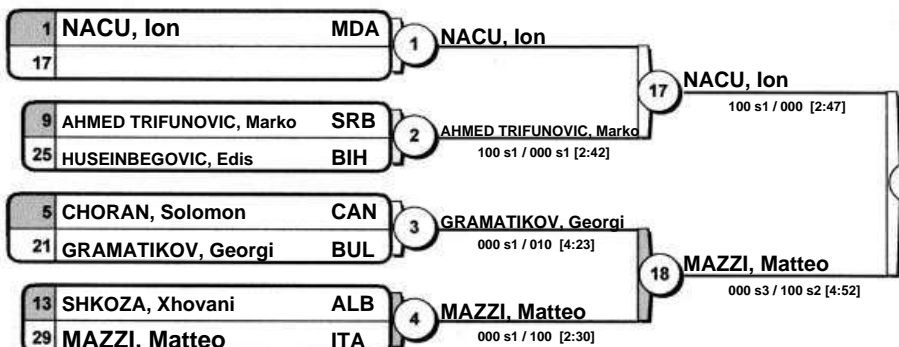 1 NACU, Ion MDA
17
1 NACU, Ion
9 AHMED TRIFUNOVIC, Marko SRB
25 HUSEINBEGOVIC, Edis BIH
2 AHMED TRIFUNOVIC, Marko
100 s1 / 000 s1 [2:42]
17 NACU, Ion
100 s1 / 000 [2:47]
5 CHORAN, Solomon CAN
21 GRAMATIKOV, Georgi BUL
3 GRAMATIKOV, Georgi
000 s1 / 010 [4:23]
13 SHKOZA, Xhovani ALB
29 MAZZI, Matteo ITA
4 MAZZI, Matteo
000 s1 / 100 [2:30]
18 MAZZI, Matteo
000 s3 / 100 s2 [4:52]